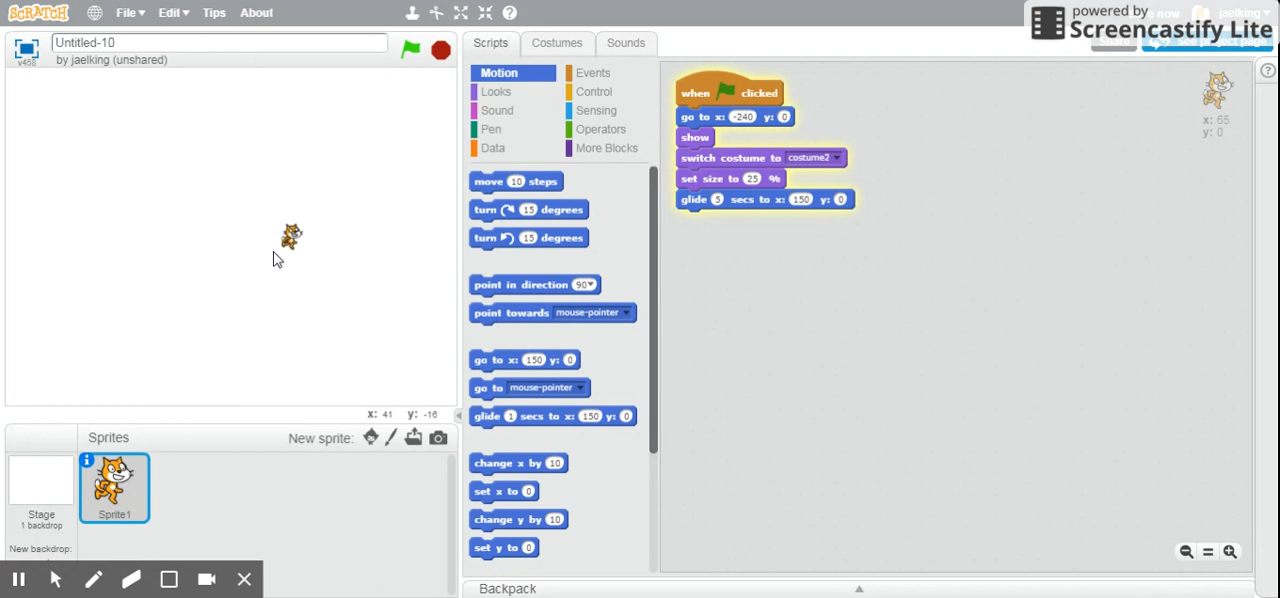 SCRATCH File Edit Tips About
powered by
Screencastify Lite
jaelking
Untitled-10
by jaelking (unshared)
v458
Scripts Costumes Sounds
Motion Events
Looks Control
Sound Sensing
Pen Operators
Data More Blocks
move 10 steps
turn 15 degrees
turn 15 degrees
point in direction 90
point towards mouse-pointer
go to x: 150 y: 0
go to mouse-pointer
glide 1 secs to x: 150 y: 0
change x by 10
set x to 0
change y by 10
set y to 0
when clicked
go to x: -240 y: 0
show
switch costume to costume2
set size to 25 %
glide 5 secs to x: 150 y: 0
x: 65
y: 0
x: 41 y: -16
Sprites New sprite:
Stage
1 backdrop
New backdrop:
Sprite1
Backpack